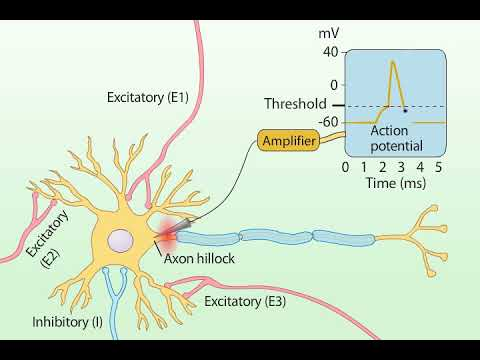 mV
40
0
Threshold
-60
Action
potential
0 1 2 3 4 5
Time (ms)
Amplifier
Excitatory (E1)
Excitatory
(E2)
Axon hillock
Excitatory (E3)
Inhibitory (I)